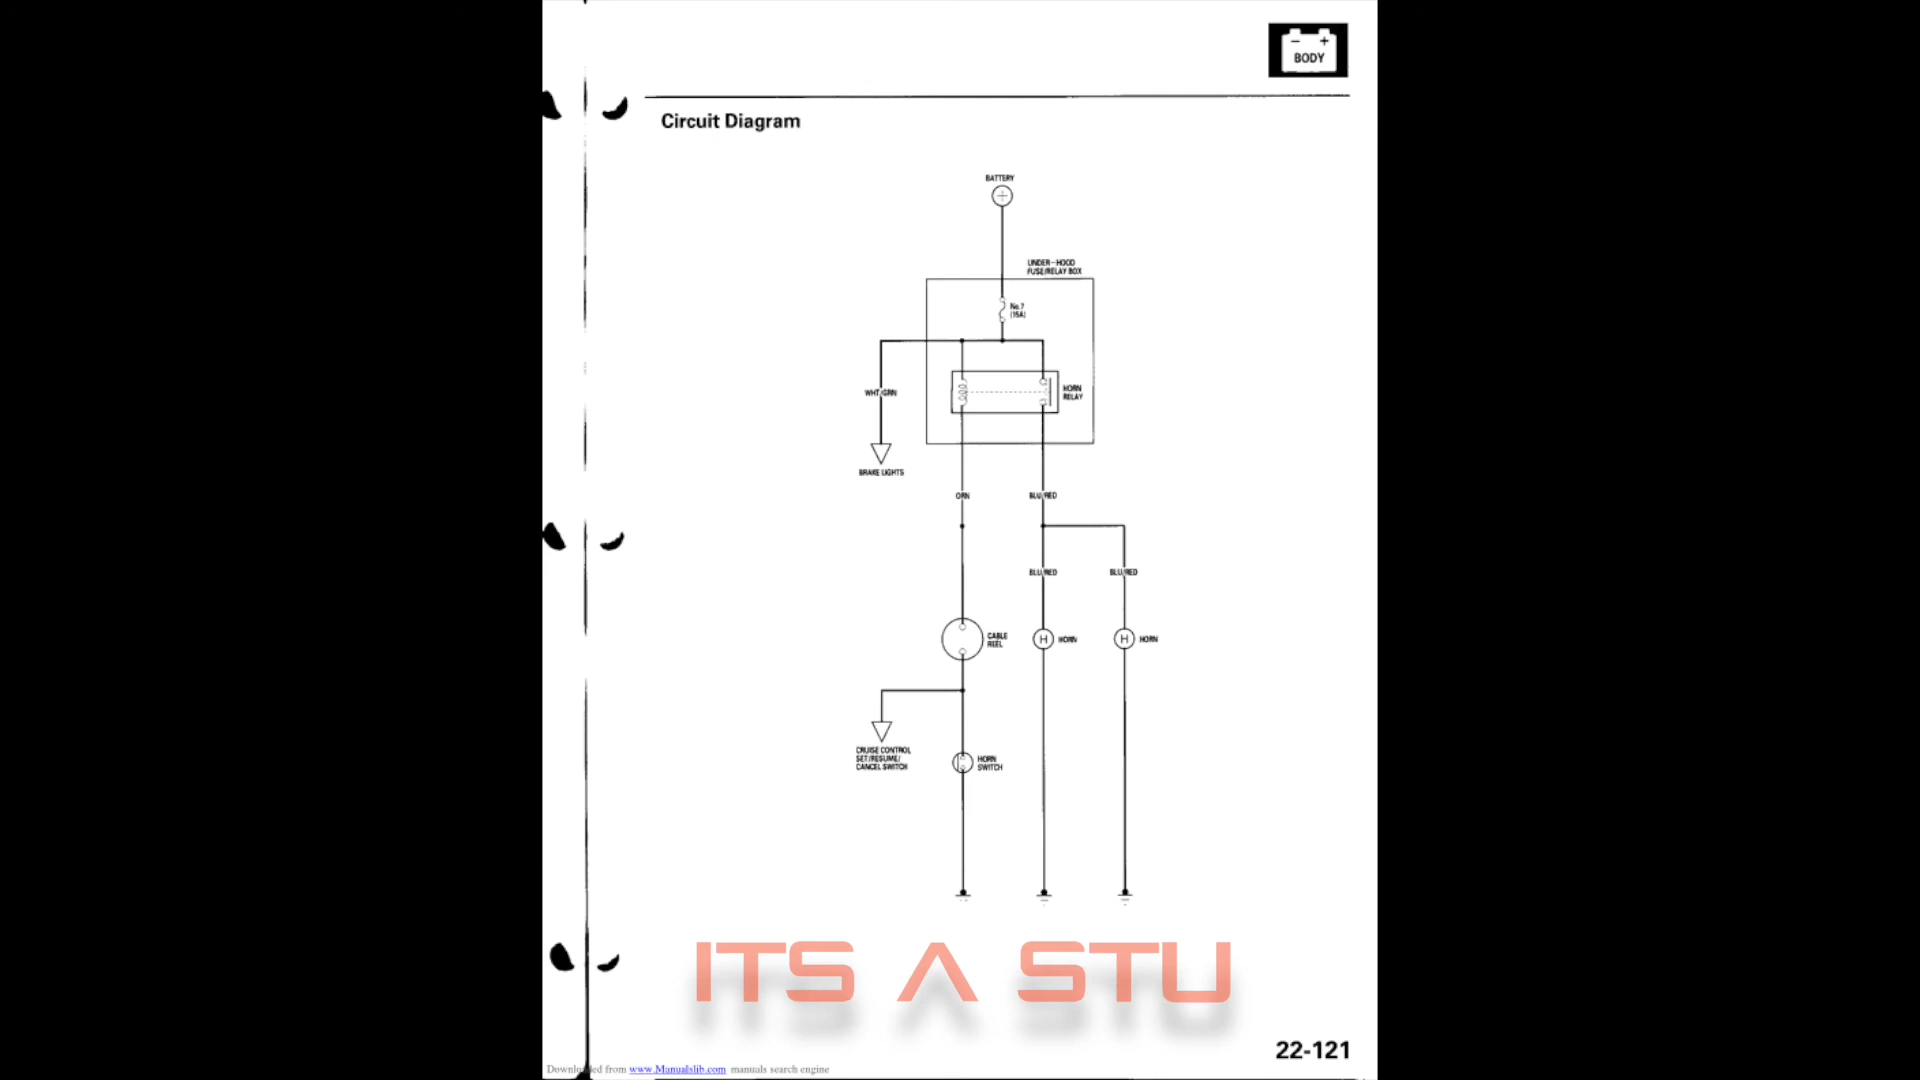 − +
BODY
Circuit Diagram
BATTERY
+
UNDER-HOOD
FUSE/RELAY BOX
No.7
(15A)
WHT/GRN
HORN
RELAY
BRAKE LIGHTS
ORN
BLU/RED
BLU/RED
BLU/RED
CABLE
REEL
H HORN
H HORN
CRUISE CONTROL
SET/RESUME/
CANCEL SWITCH
HORN
SWITCH
ITS A STU
22-121
Downloaded from www.Manualslib.com manuals search engine